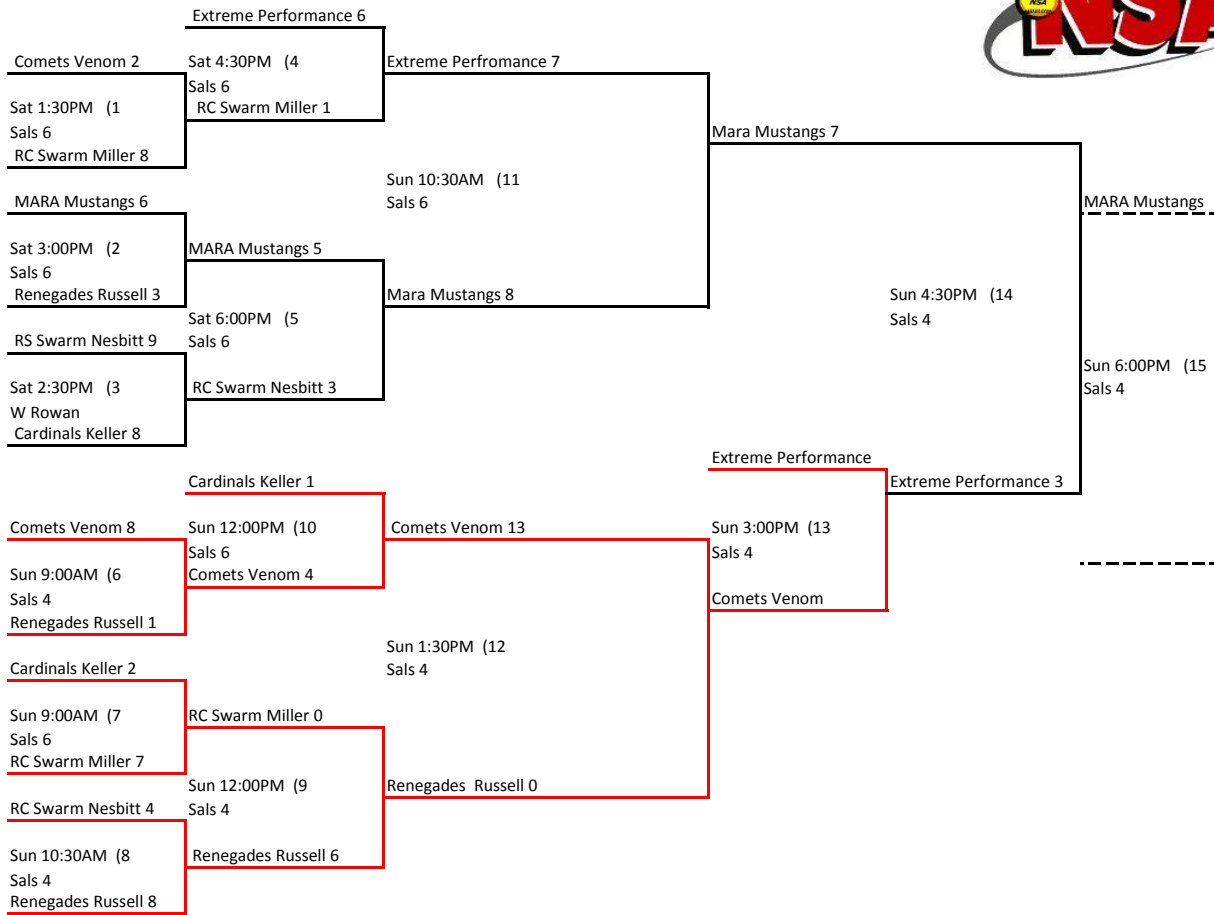 Extreme Performance 6
NSA
NSA
Comets Venom 2
Sat 4:30PM (4
Extreme Perfromance 7
Sals 6
Sat 1:30PM (1
RC Swarm Miller 1
Sals 6
Mara Mustangs 7
RC Swarm Miller 8
Sun 10:30AM (11
MARA Mustangs 6
Sals 6
MARA Mustangs
Sat 3:00PM (2
MARA Mustangs 5
Sals 6
Renegades Russell 3
Mara Mustangs 8
Sun 4:30PM (14
Sat 6:00PM (5
Sals 4
RS Swarm Nesbitt 9
Sals 6
Sun 6:00PM (15
Sat 2:30PM (3
RC Swarm Nesbitt 3
Sals 4
W Rowan
Cardinals Keller 8
Extreme Performance
Cardinals Keller 1
Extreme Performance 3
Comets Venom 8
Sun 12:00PM (10
Comets Venom 13
Sun 3:00PM (13
Sals 6
Sals 4
Sun 9:00AM (6
Comets Venom 4
Sals 4
Comets Venom
Renegades Russell 1
Sun 1:30PM (12
Cardinals Keller 2
Sals 4
Sun 9:00AM (7
RC Swarm Miller 0
Sals 6
RC Swarm Miller 7
Sun 12:00PM (9
Renegades Russell 0
RC Swarm Nesbitt 4
Sals 4
Sun 10:30AM (8
Renegades Russell 6
Sals 4
Renegades Russell 8